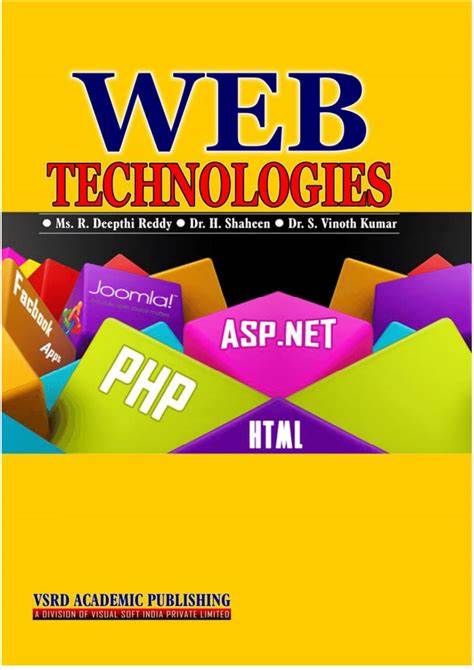 WEB
TECHNOLOGIES
● Ms. R. Deepthi Reddy ● Dr. H. Shaheen ● Dr. S. Vinoth Kumar
Facbook
Apps
Joomla!
ASP.NET
PHP
HTML
VSRD ACADEMIC PUBLISHING
A DIVISION OF VISUAL SOFT INDIA PRIVATE LIMITED